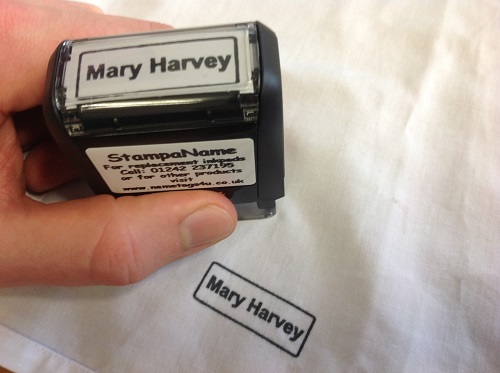 Mary Harvey
StampaName
For replacement inkpads
Call: 01242 237155
or for other products
visit
www.nametags4u.co.uk
Mary Harvey